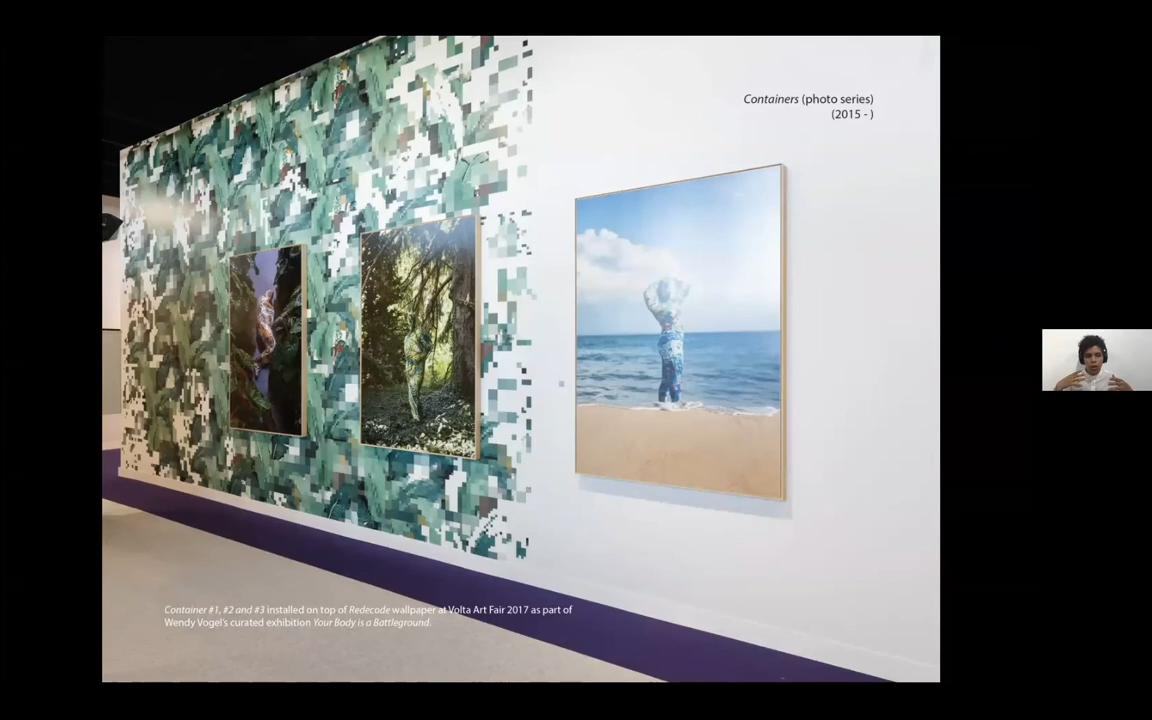 Containers (photo series)
(2015 - )
Container #1, #2 and #3 installed on top of Redecode wallpaper at Volta Art Fair 2017 as part of
Wendy Vogel's curated exhibition Your Body is a Battleground.